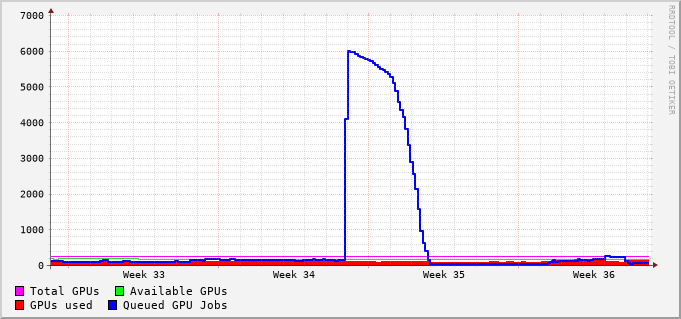 7000
6000
5000
4000
3000
2000
1000
0
Week 33 Week 34 Week 35 Week 36
Total GPUs Available GPUs
GPUs used Queued GPU Jobs
RRDTOOL / TOBI OETIKER